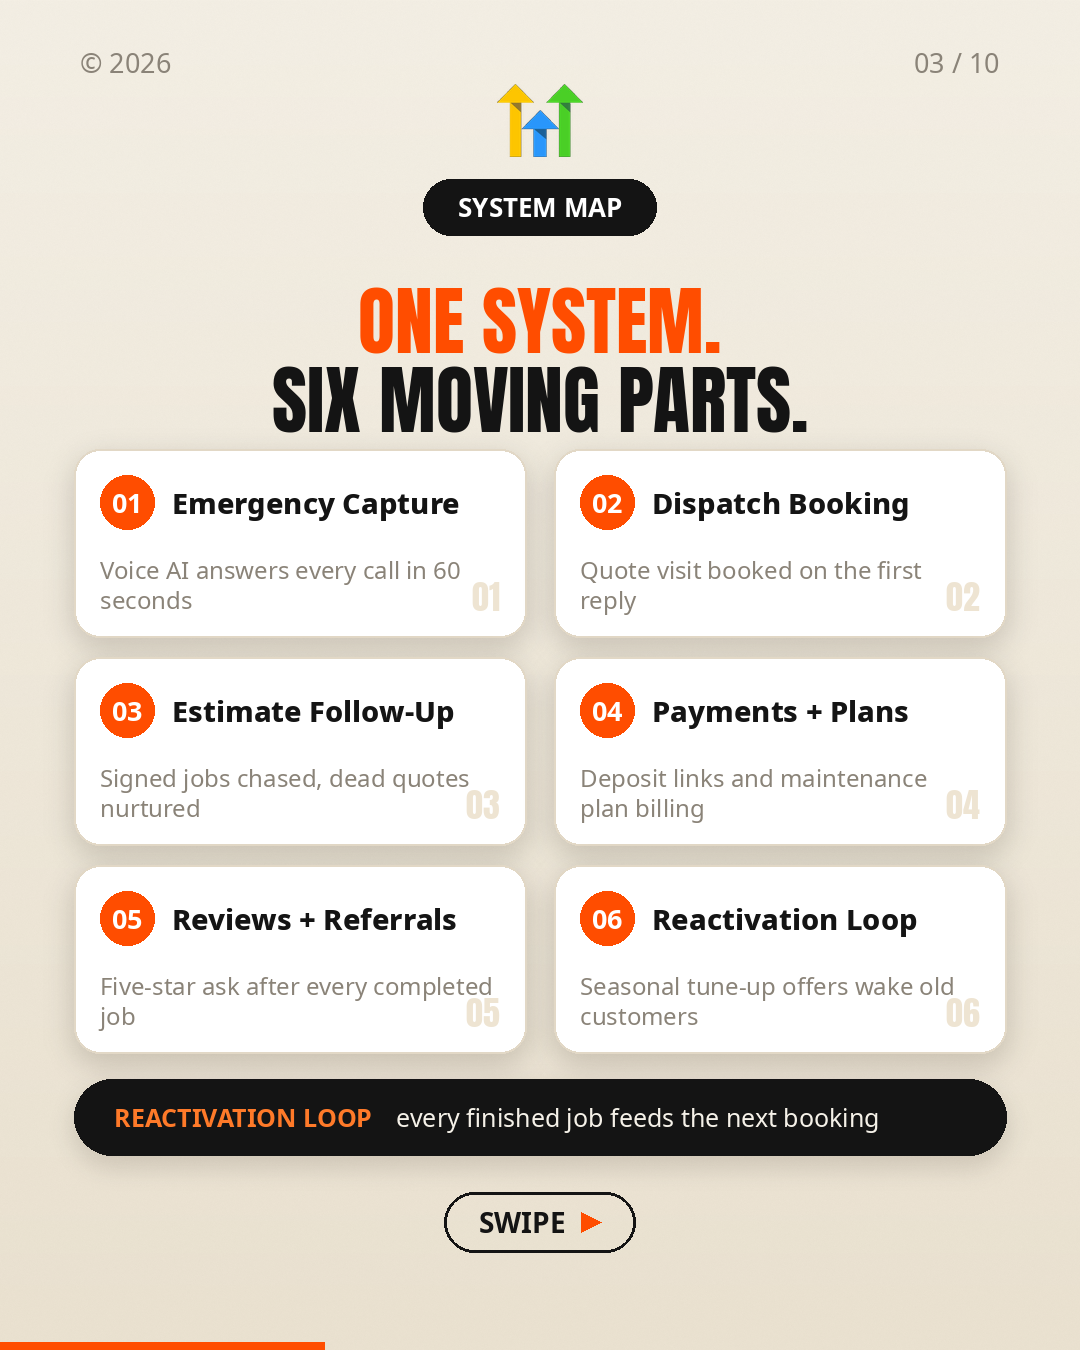 © 2026
03 / 10
SYSTEM MAP
ONE SYSTEM.
SIX MOVING PARTS.
01 Emergency Capture
Voice AI answers every call in 60
seconds
01
02 Dispatch Booking
Quote visit booked on the first
reply
02
03 Estimate Follow-Up
Signed jobs chased, dead quotes
nurtured
03
04 Payments + Plans
Deposit links and maintenance
plan billing
04
05 Reviews + Referrals
Five-star ask after every completed
job
05
06 Reactivation Loop
Seasonal tune-up offers wake old
customers
06
REACTIVATION LOOP every finished job feeds the next booking
SWIPE